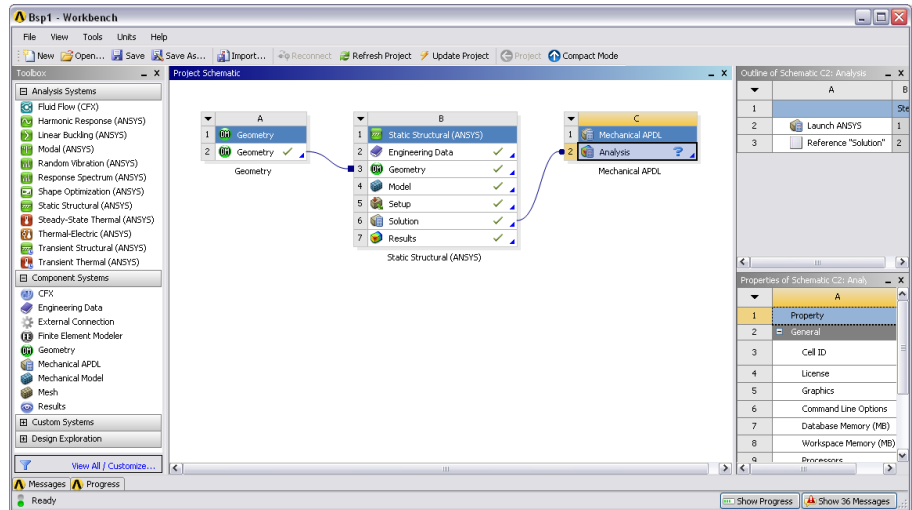 Bsp1 - Workbench
File View Tools Units Help
New Open... Save Save As... Import... Reconnect Refresh Project Update Project Project Compact Mode
Toolbox
Analysis Systems
Fluid Flow (CFX)
Harmonic Response (ANSYS)
Linear Buckling (ANSYS)
Modal (ANSYS)
Random Vibration (ANSYS)
Response Spectrum (ANSYS)
Shape Optimization (ANSYS)
Static Structural (ANSYS)
Steady-State Thermal (ANSYS)
Thermal-Electric (ANSYS)
Transient Structural (ANSYS)
Transient Thermal (ANSYS)
Component Systems
CFX
Engineering Data
External Connection
Finite Element Modeler
Geometry
Mechanical APDL
Mechanical Model
Mesh
Results
Custom Systems
Design Exploration
View All / Customize...
Project Schematic
A
1 Geometry
2 Geometry
Geometry
B
1 Static Structural (ANSYS)
2 Engineering Data
3 Geometry
4 Model
5 Setup
6 Solution
7 Results
Static Structural (ANSYS)
C
1 Mechanical APDL
2 Analysis ?
Mechanical APDL
Outline of Schematic C2: Analysis
A B
1 Ste
2 Launch ANSYS 1
3 Reference "Solution" 2
Properties of Schematic C2: Analy
A
1 Property
2 General
3 Cell ID
4 License
5 Graphics
6 Command Line Options
7 Database Memory (MB)
8 Workspace Memory (MB)
9 Processors
Messages Progress
Ready
Show Progress Show 36 Messages